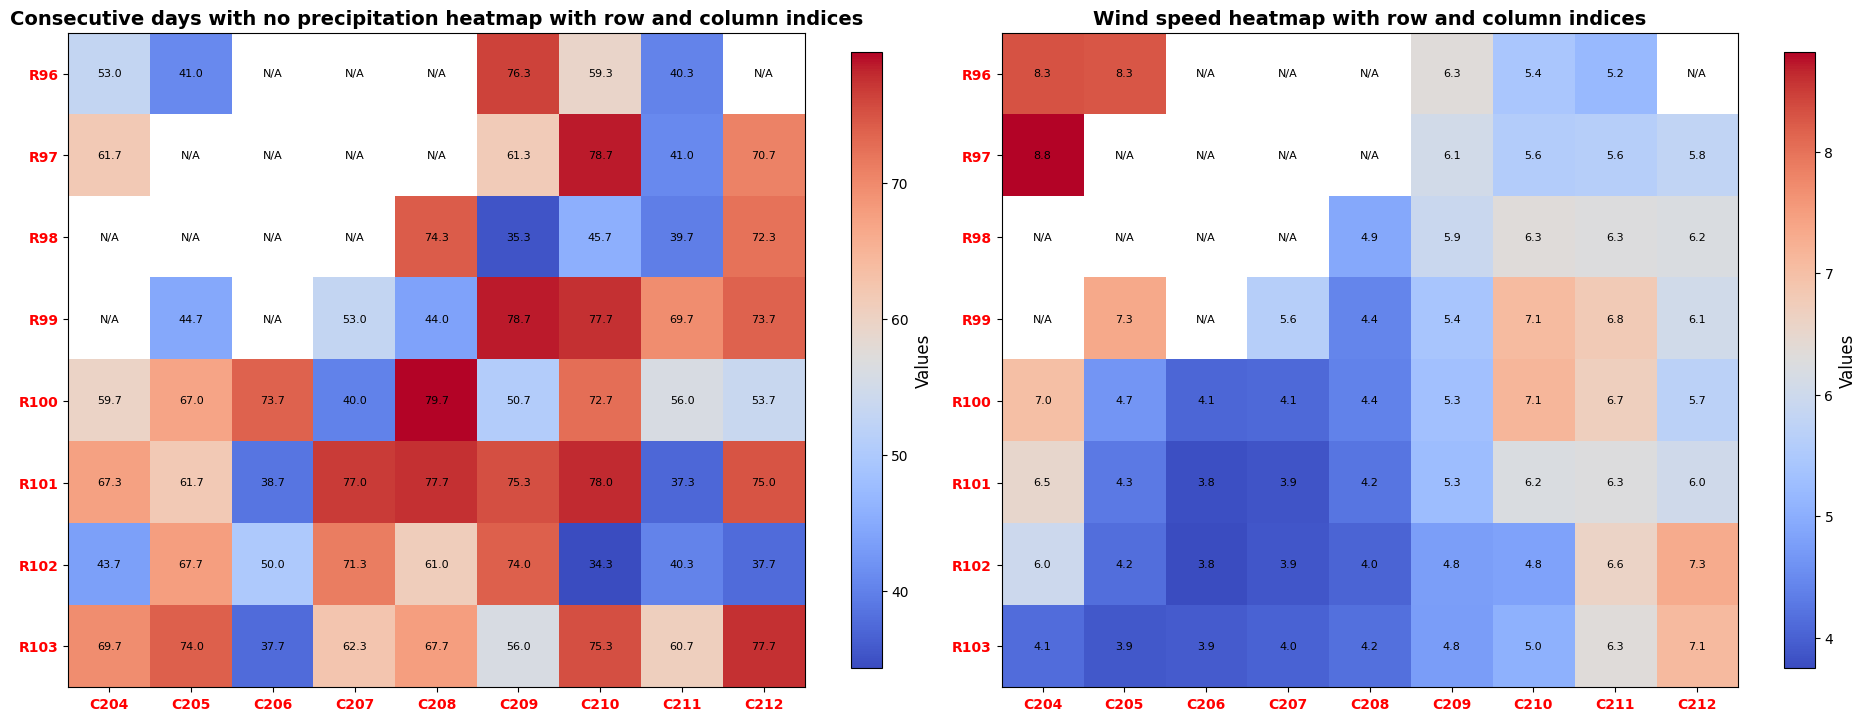 Consecutive days with no precipitation heatmap with row and column indices
R96 53.0 41.0 N/A N/A N/A 76.3 59.3 40.3 N/A
R97 61.7 N/A N/A N/A N/A 61.3 78.7 41.0 70.7
R98 N/A N/A N/A N/A 74.3 35.3 45.7 39.7 72.3
R99 N/A 44.7 N/A 53.0 44.0 78.7 77.7 69.7 73.7
R100 59.7 67.0 73.7 40.0 79.7 50.7 72.7 56.0 53.7
R101 67.3 61.7 38.7 77.0 77.7 75.3 78.0 37.3 75.0
R102 43.7 67.7 50.0 71.3 61.0 74.0 34.3 40.3 37.7
R103 69.7 74.0 37.7 62.3 67.7 56.0 75.3 60.7 77.7
C204 C205 C206 C207 C208 C209 C210 C211 C212
70
60
50
40
Values
Wind speed heatmap with row and column indices
R96 8.3 8.3 N/A N/A N/A 6.3 5.4 5.2 N/A
R97 8.8 N/A N/A N/A N/A 6.1 5.6 5.6 5.8
R98 N/A N/A N/A N/A 4.9 5.9 6.3 6.3 6.2
R99 N/A 7.3 N/A 5.6 4.4 5.4 7.1 6.8 6.1
R100 7.0 4.7 4.1 4.1 4.4 5.3 7.1 6.7 5.7
R101 6.5 4.3 3.8 3.9 4.2 5.3 6.2 6.3 6.0
R102 6.0 4.2 3.8 3.9 4.0 4.8 4.8 6.6 7.3
R103 4.1 3.9 3.9 4.0 4.2 4.8 5.0 6.3 7.1
C204 C205 C206 C207 C208 C209 C210 C211 C212
8
7
6
5
4
Values